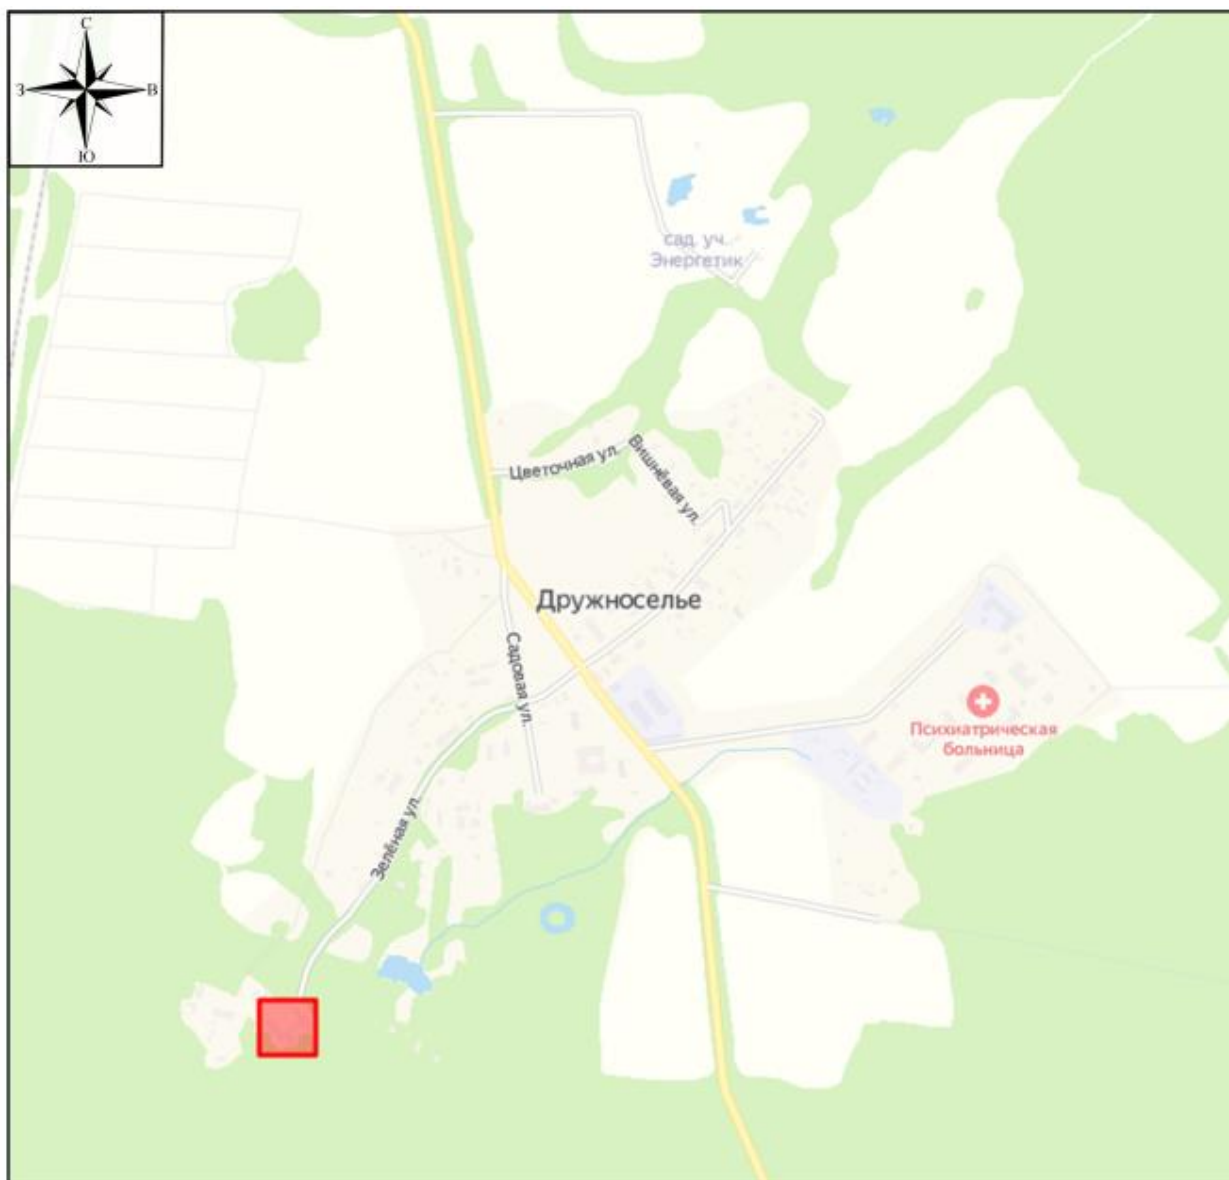 С
З
В
Ю
сад. уч.
Энергетик
Цветочная ул.
Вишнёвая ул.
Дружноселье
Садовая ул.
Психиатрическая
больница
Зелёная ул.